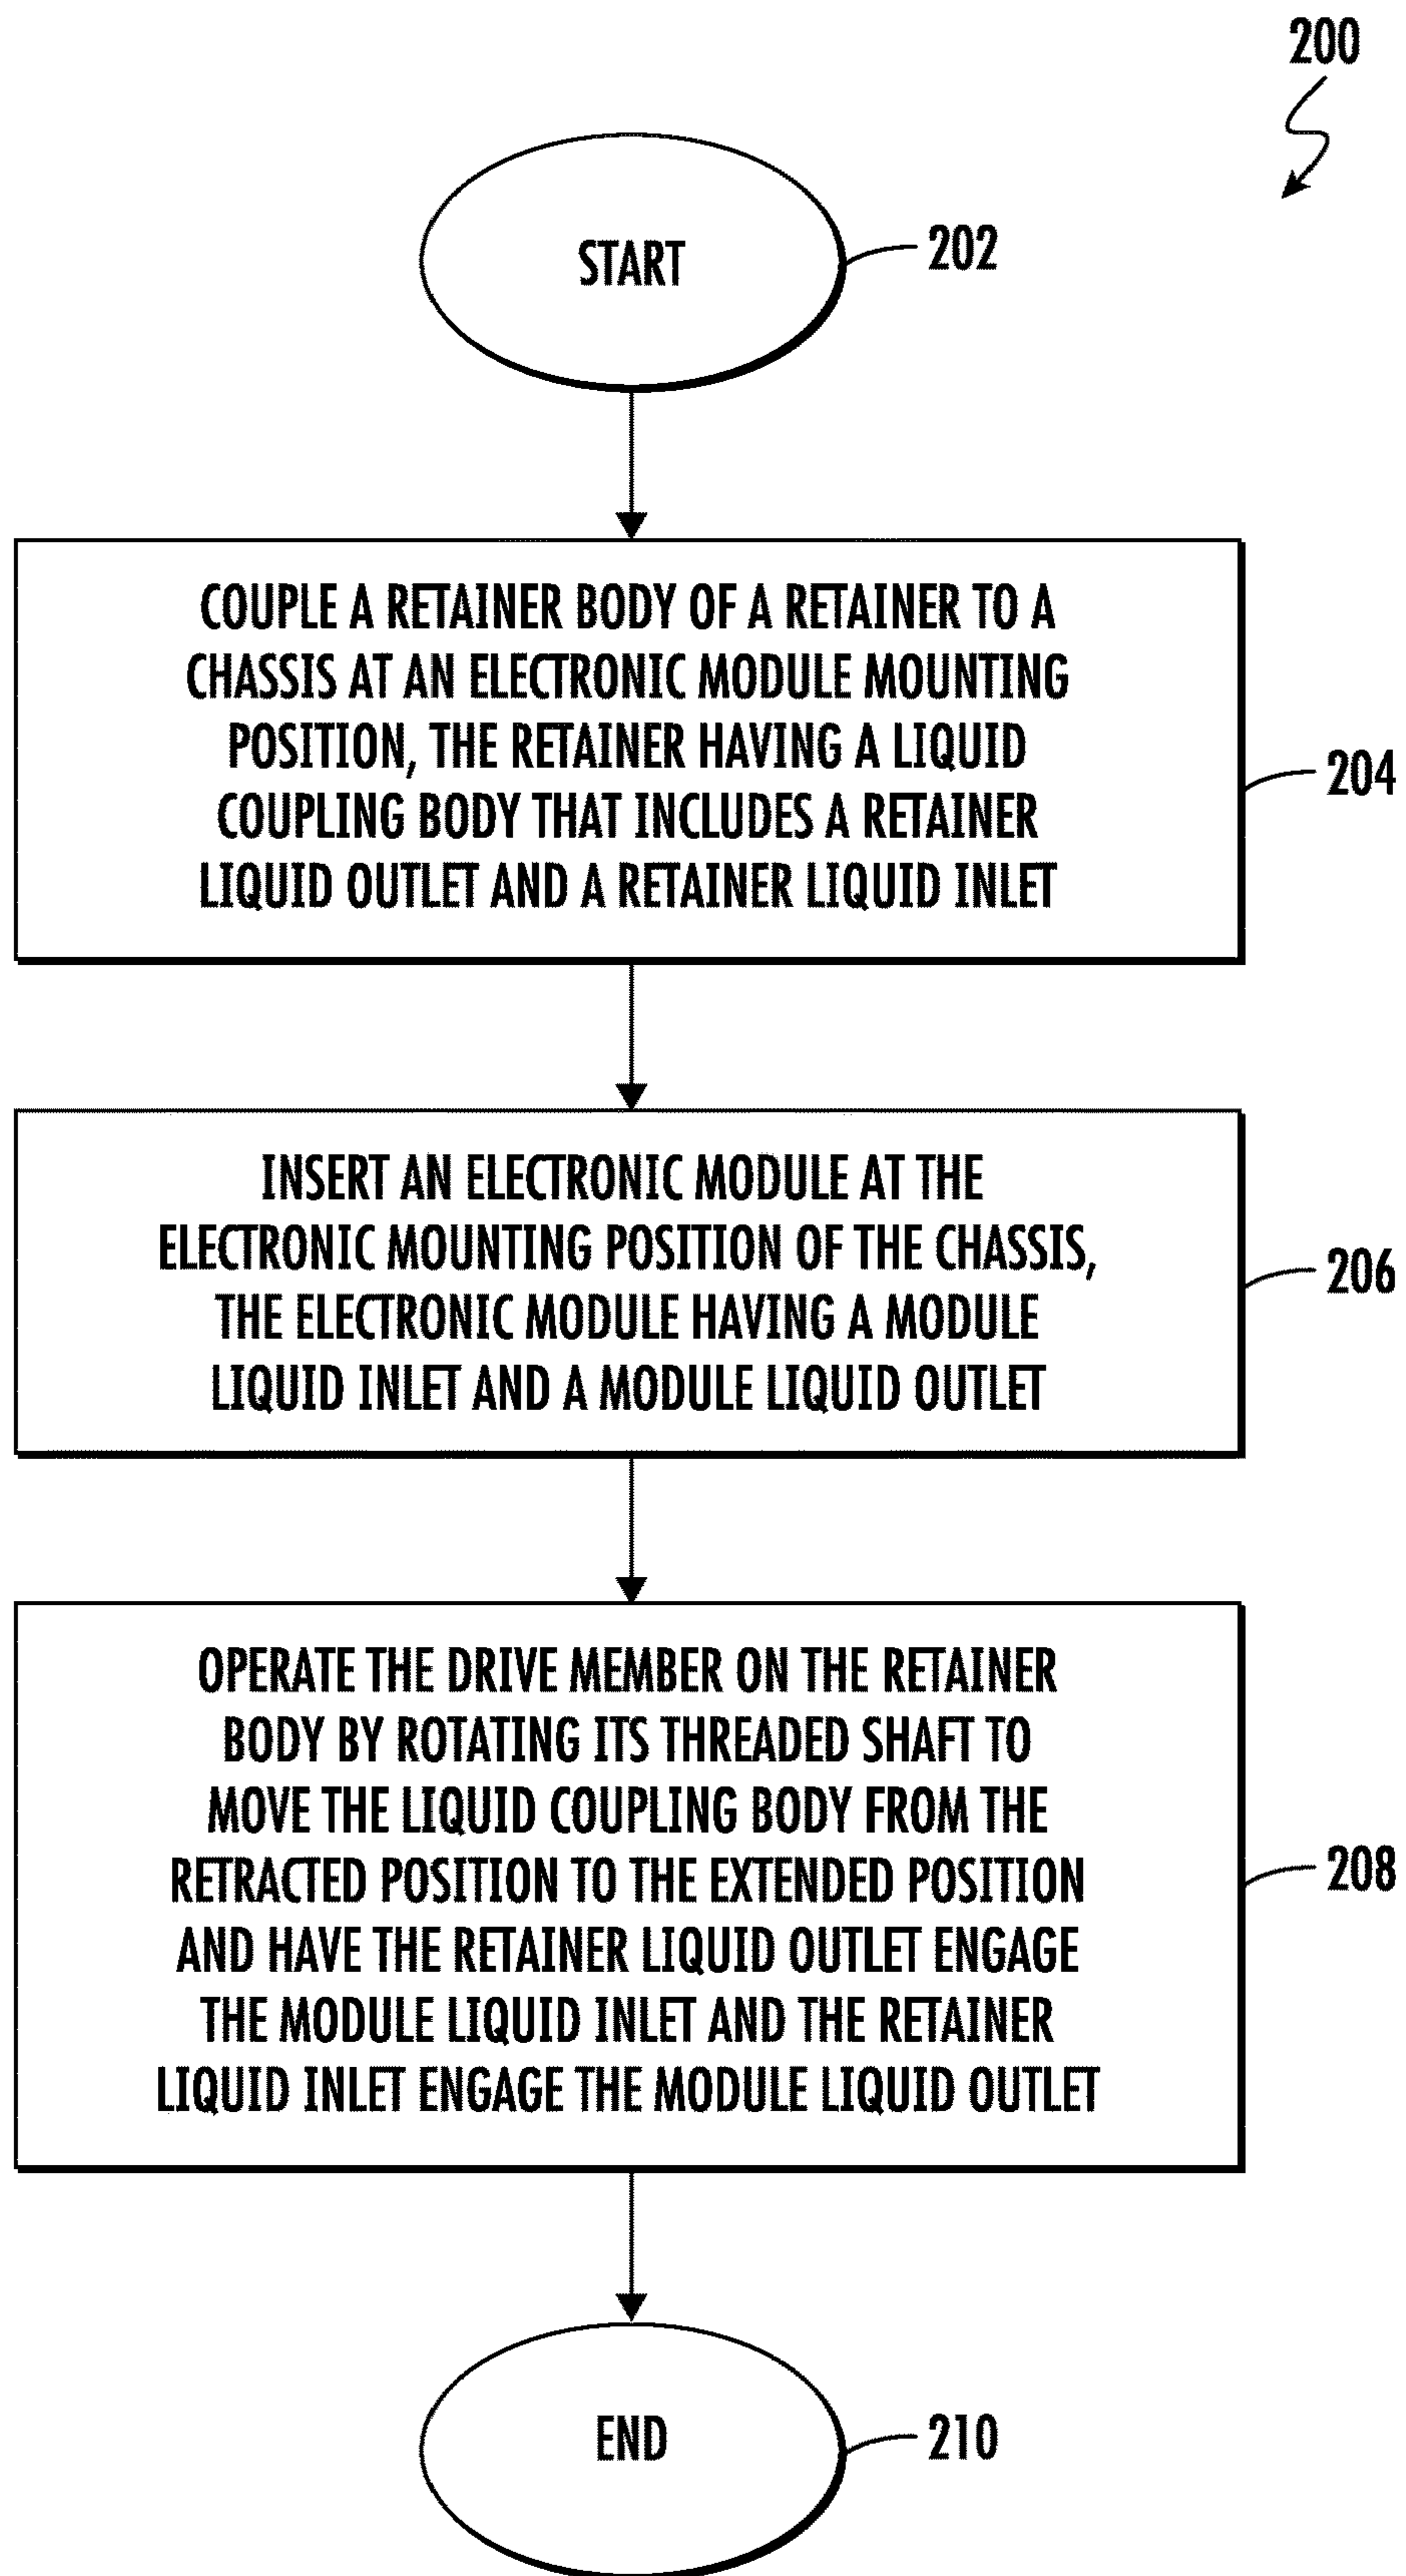 200
START
202
COUPLE A RETAINER BODY OF A RETAINER TO A
CHASSIS AT AN ELECTRONIC MODULE MOUNTING
POSITION, THE RETAINER HAVING A LIQUID
COUPLING BODY THAT INCLUDES A RETAINER
LIQUID OUTLET AND A RETAINER LIQUID INLET
204
INSERT AN ELECTRONIC MODULE AT THE
ELECTRONIC MOUNTING POSITION OF THE CHASSIS,
THE ELECTRONIC MODULE HAVING A MODULE
LIQUID INLET AND A MODULE LIQUID OUTLET
206
OPERATE THE DRIVE MEMBER ON THE RETAINER
BODY BY ROTATING ITS THREADED SHAFT TO
MOVE THE LIQUID COUPLING BODY FROM THE
RETRACTED POSITION TO THE EXTENDED POSITION
AND HAVE THE RETAINER LIQUID OUTLET ENGAGE
THE MODULE LIQUID INLET AND THE RETAINER
LIQUID INLET ENGAGE THE MODULE LIQUID OUTLET
208
END
210